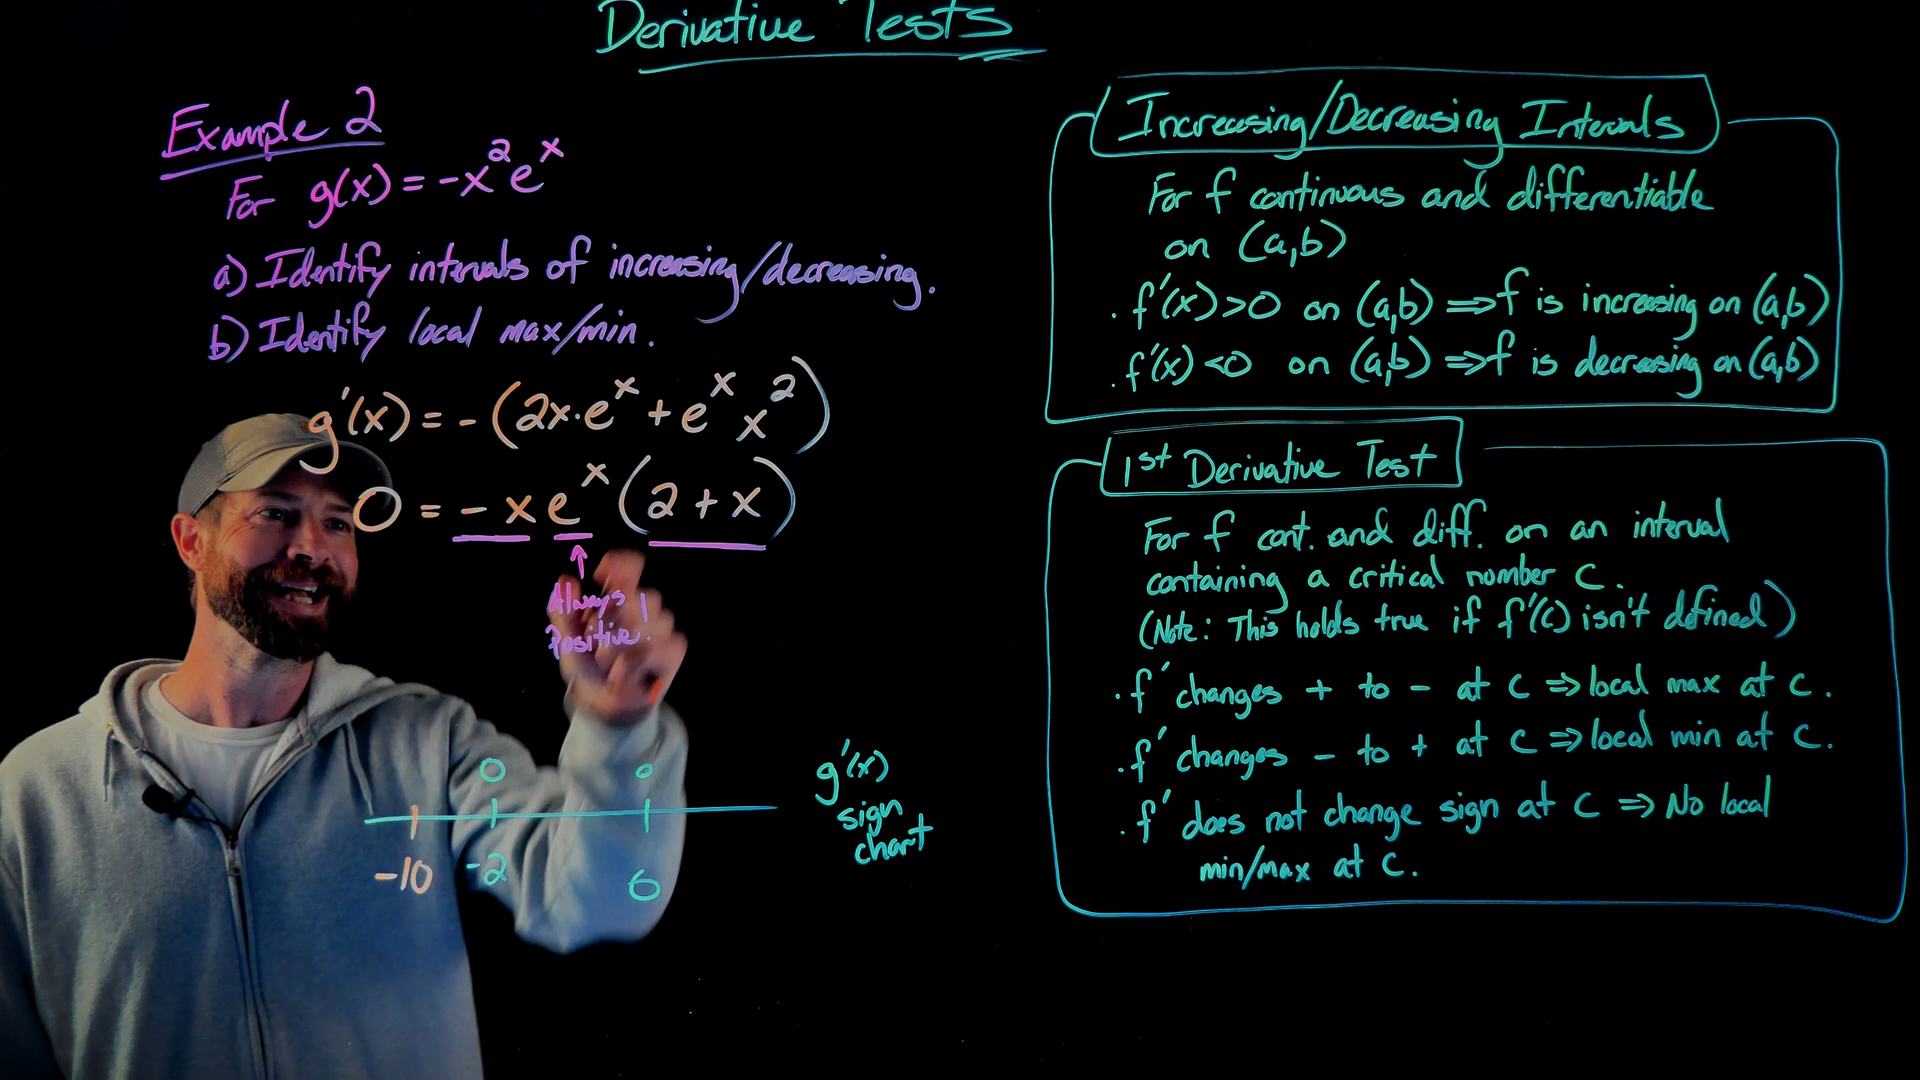 Derivative Tests
Example 2
For g(x) = -x²eˣ
a) Identify intervals of increasing/decreasing.
b) Identify local max/min.
g'(x) = -(2x·eˣ + eˣx²)
0 = -xeˣ(2+x)
↑
Always
Positive!
0 0
-10 -2 0
g'(x)
sign
chart
Increasing/Decreasing Intervals
For f continuous and differentiable
on (a,b)
· f'(x)>0 on (a,b) ⇒ f is increasing on (a,b)
· f'(x)<0 on (a,b) ⇒ f is decreasing on (a,b)
1st Derivative Test
For f cont. and diff. on an interval
containing a critical number c.
(Note: This holds true if f'(c) isn't defined)
· f' changes + to - at c ⇒ local max at c.
· f' changes - to + at c ⇒ local min at c.
· f' does not change sign at c ⇒ No local
min/max at c.